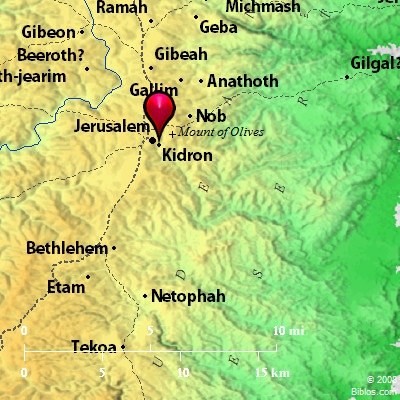 Ramah
Michmash
Geba
Gibeon
Gibeah
Beeroth?
th-jearim
Gilgal?
Anathoth
Gallim
Nob
Jerusalem
Mount of Olives
Kidron
Bethlehem
Etam
Netophah
Tekoa
0 5 10 mi
0 5 10 15 km
Biblos.com